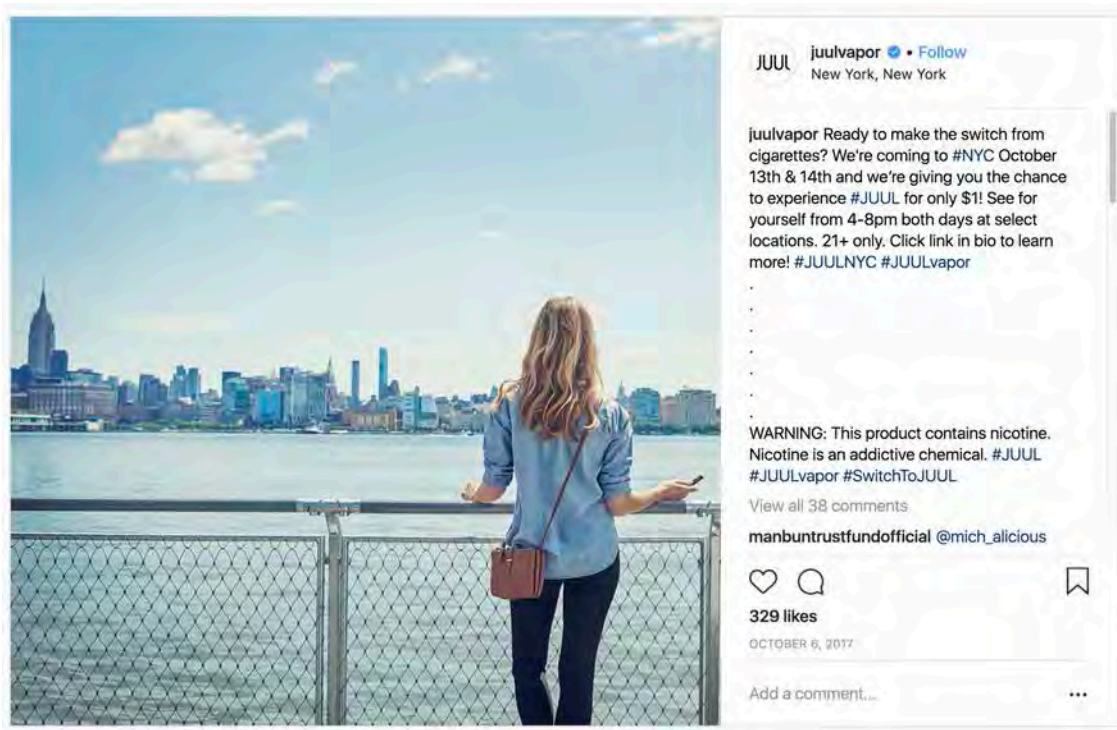 JUUL
juulvapor • Follow
New York, New York
juulvapor Ready to make the switch from
cigarettes? We're coming to #NYC October
13th & 14th and we're giving you the chance
to experience #JUUL for only $1! See for
yourself from 4-8pm both days at select
locations. 21+ only. Click link in bio to learn
more! #JUULNYC #JUULvapor
.
.
.
.
.
.
.
WARNING: This product contains nicotine.
Nicotine is an addictive chemical. #JUUL
#JUULvapor #SwitchToJUUL
View all 38 comments
manbuntrustfundofficial @mich_alicious
329 likes
OCTOBER 6, 2017
Add a comment...